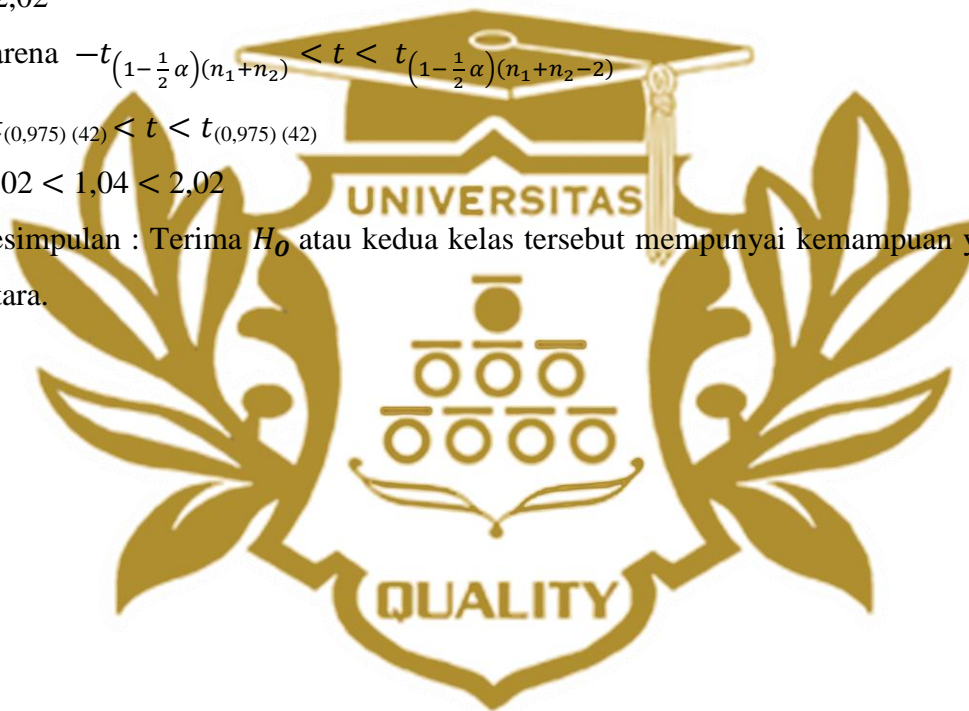 2,02
arena −t(1−½α)(n₁+n₂) < t < t(1−½α)(n₁+n₂−2)
t(0,975) (42) < t < t(0,975) (42)
02 < 1,04 < 2,02
UNIVERSITAS
esimpulan : Terima H₀ atau kedua kelas tersebut mempunyai kemampuan y
tara.
QUALITY